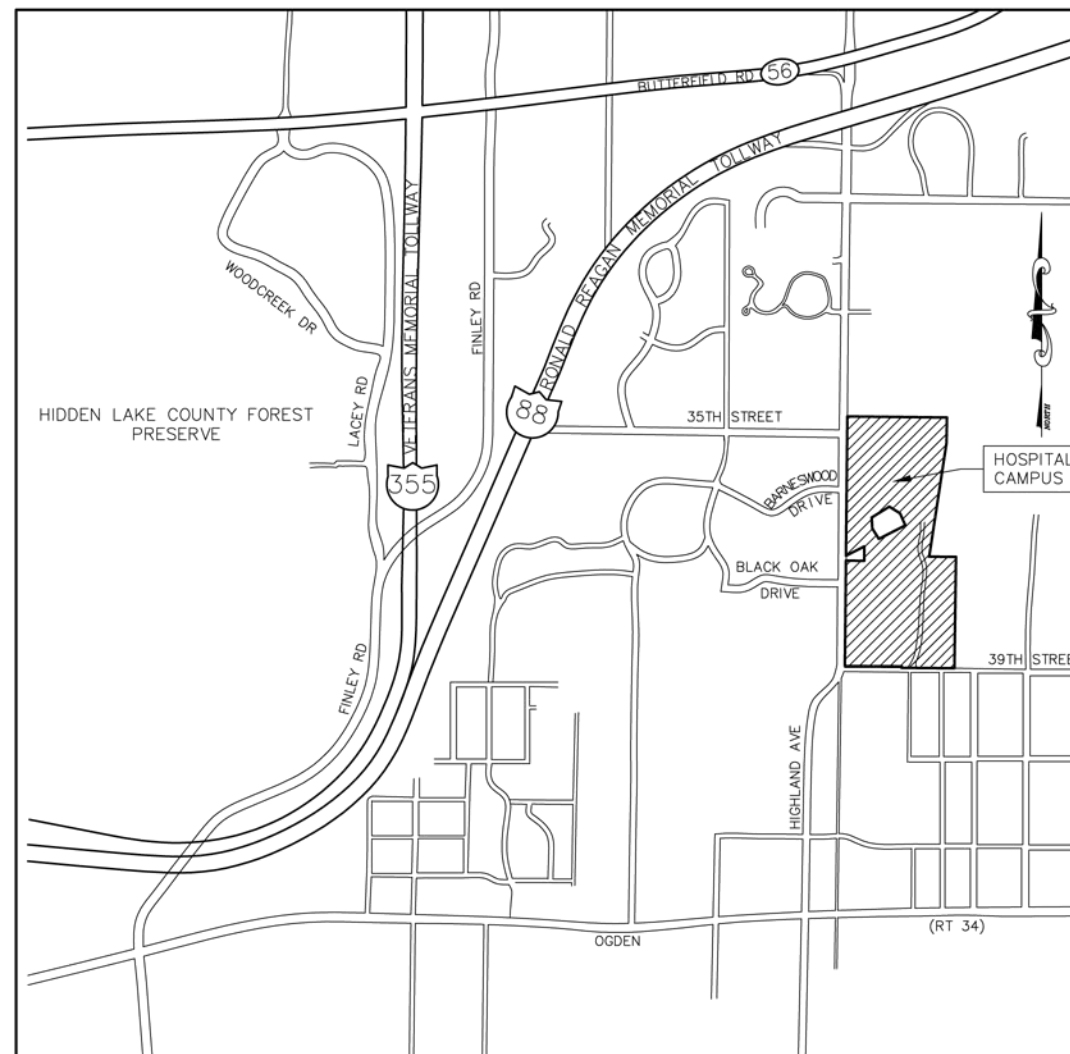 BUTTERFIELD RD
56
VETERANS MEMORIAL TOLLWAY
RONALD REAGAN MEMORIAL TOLLWAY
WOODCREEK DR
FINLEY RD
LACEY RD
HIDDEN LAKE COUNTY FOREST
PRESERVE
88
35TH STREET
NORTH
HOSPITAL
CAMPUS
355
BARNESWOOD
DRIVE
BLACK OAK
DRIVE
FINLEY RD
39TH STREE
HIGHLAND AVE
OGDEN
(RT 34)